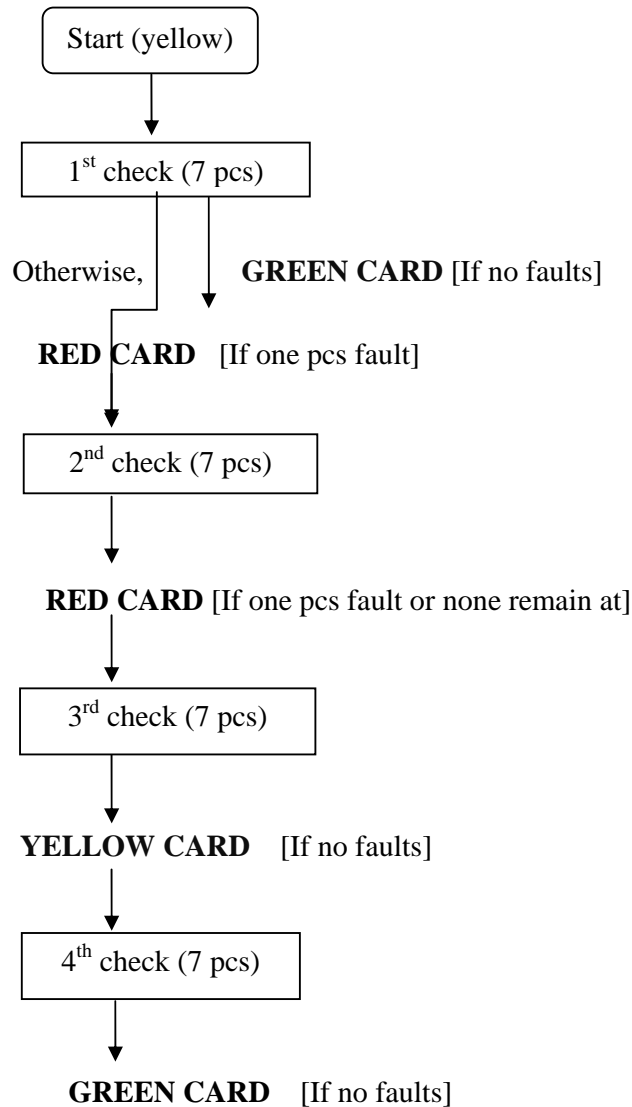 Start (yellow)
1st check (7 pcs)
Otherwise, GREEN CARD [If no faults]
RED CARD [If one pcs fault]
2nd check (7 pcs)
RED CARD [If one pcs fault or none remain at]
3rd check (7 pcs)
YELLOW CARD [If no faults]
4th check (7 pcs)
GREEN CARD [If no faults]